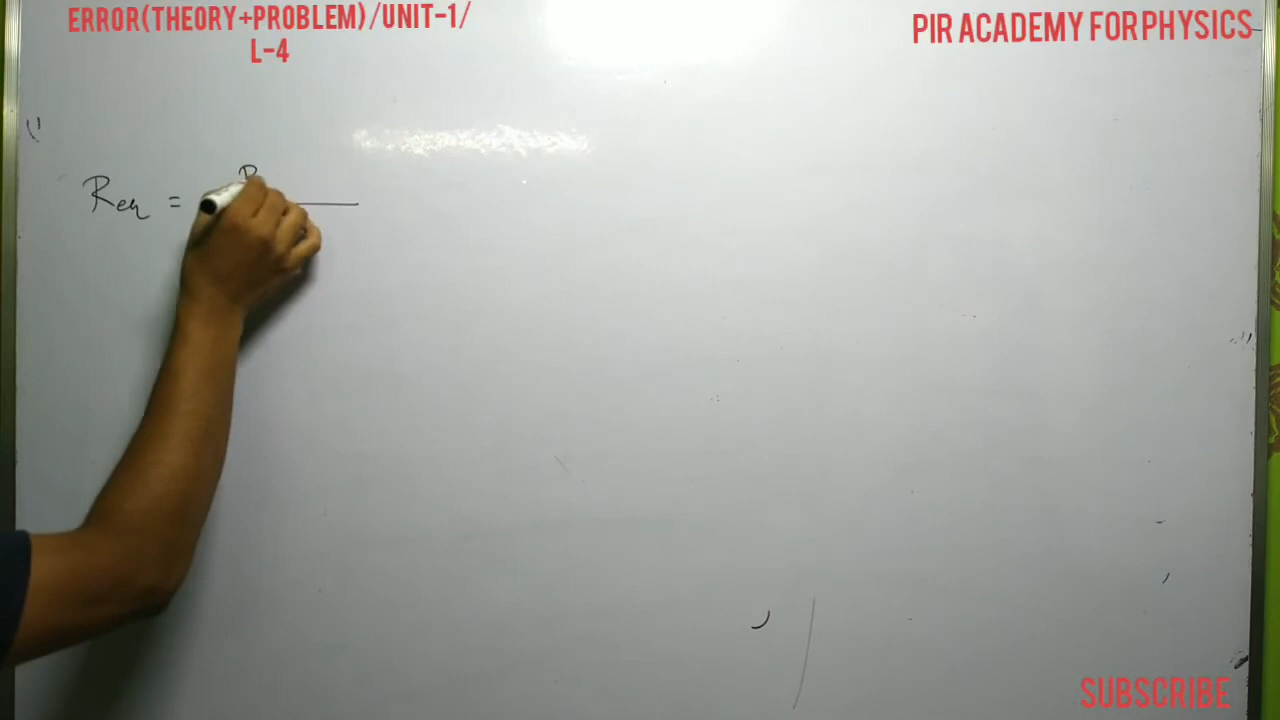 ERROR(THEORY+PROBLEM)/UNIT-1/
L-4
PIR ACADEMY FOR PHYSICS
Req = R
SUBSCRIBE